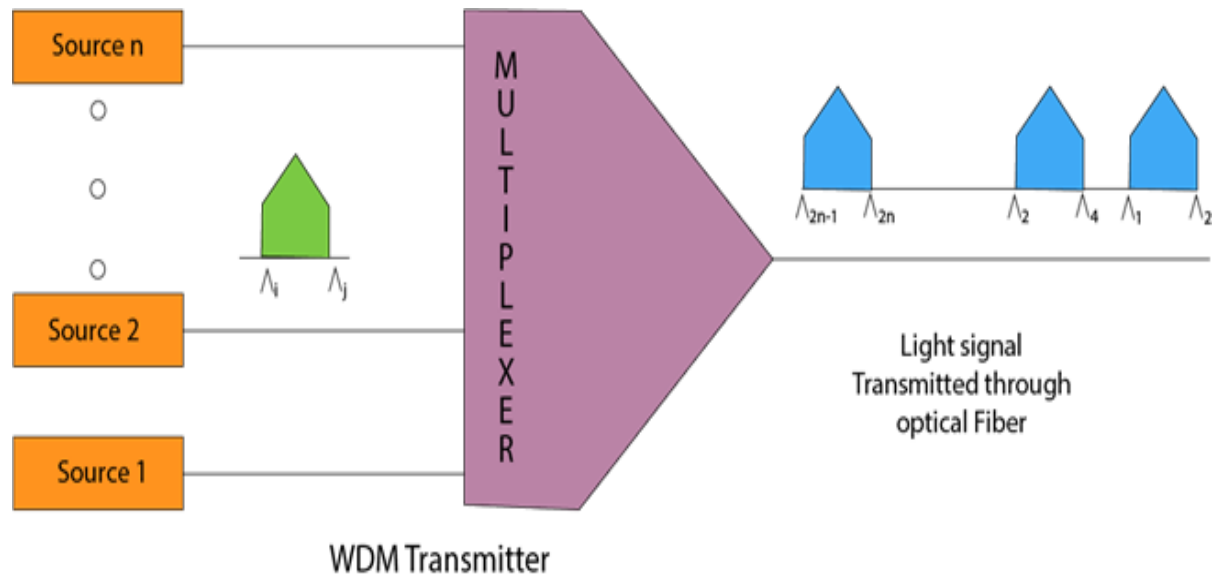 Source n
MULTIPLEXER
Λ2n-1 Λ2n Λ2 Λ4 Λ1 Λ2
Λi Λj
Source 2
Light signal
Transmitted through
optical Fiber
Source 1
WDM Transmitter